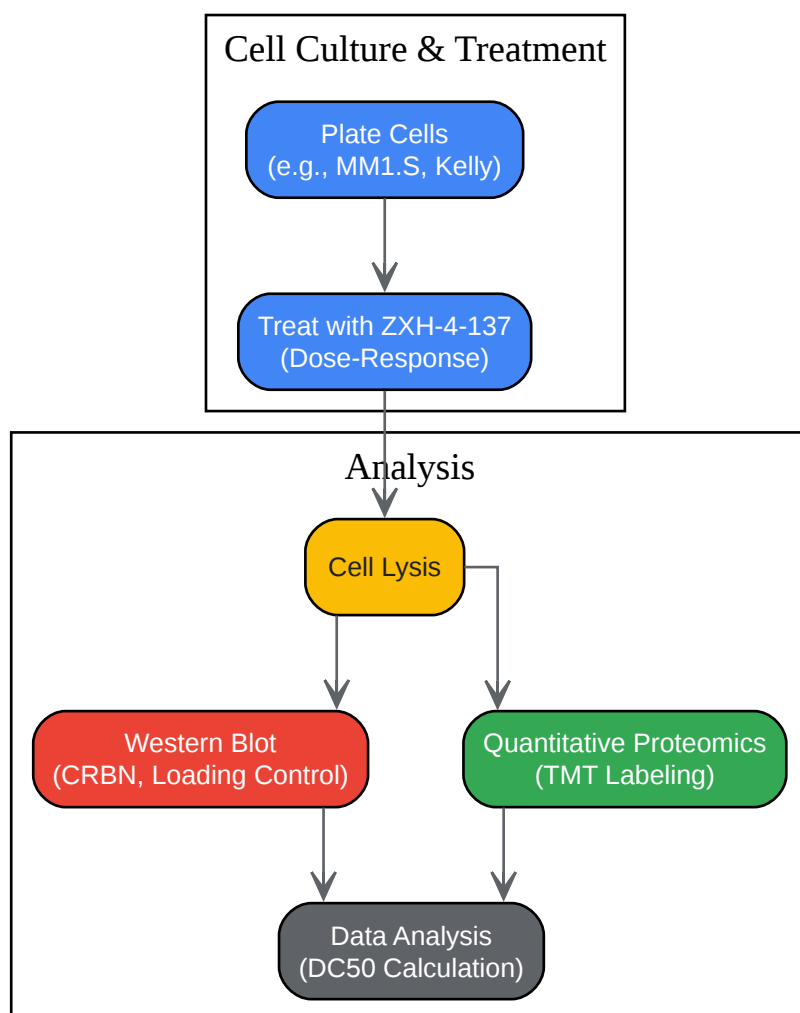 Cell Culture & Treatment
Plate Cells
(e.g., MM1.S, Kelly)
Treat with ZXH-4-137
(Dose-Response)
Analysis
Cell Lysis
Western Blot
(CRBN, Loading Control)
Quantitative Proteomics
(TMT Labeling)
Data Analysis
(DC50 Calculation)